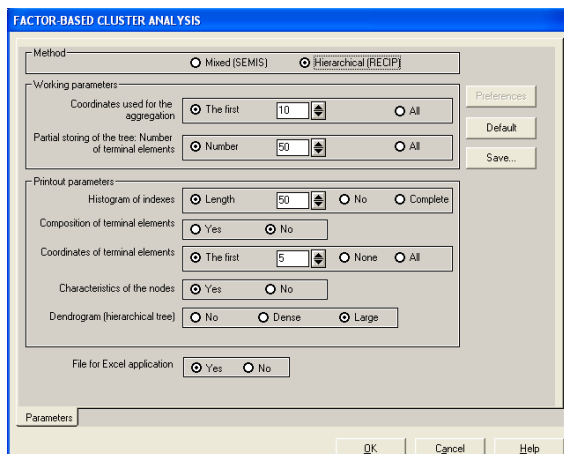 FACTOR-BASED CLUSTER ANALYSIS
Method
Mixed (SEMIS) Hierarchical (RECIP)
Working parameters
Coordinates used for the
aggregation
The first 10 All
Partial storing of the tree: Number
of terminal elements
Number 50 All
Preferences
Default
Save...
Printout parameters
Histogram of indexes Length 50 No Complete
Composition of terminal elements Yes No
Coordinates of terminal elements The first 5 None All
Characteristics of the nodes Yes No
Dendrogram (hierarchical tree) No Dense Large
File for Excel application Yes No
Parameters
OK Cancel Help